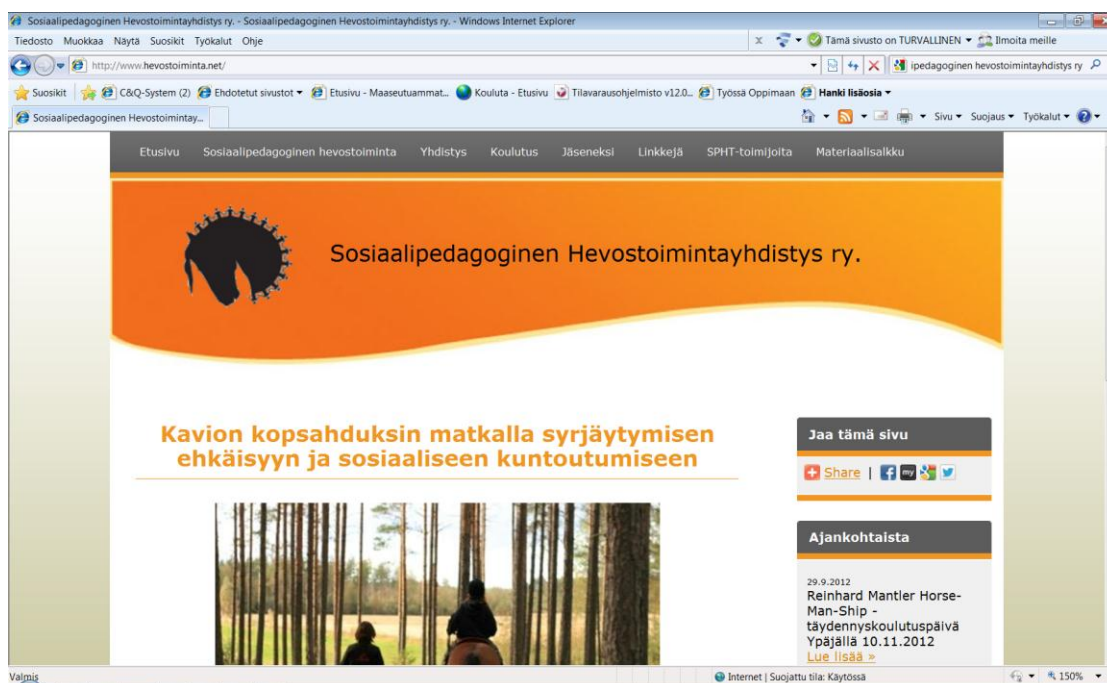 Sosiaalipedagoginen Hevostoimintayhdistys ry. - Sosiaalipedagoginen Hevostoimintayhdistys ry. - Windows Internet Explorer
Tiedosto Muokkaa Näytä Suosikit Työkalut Ohje
x Tämä sivusto on TURVALLINEN Ilmoita meille
http://www.hevostoiminta.net/
ipedagoginen hevostoimintayhdistys ry
Suosikit C&Q-System (2) Ehdotetut sivustot Etusivu - Maaseutuammat... Kouluta - Etusivu Tilavarausohjelmisto v12.0... Työssä Oppimaan Hanki lisäosia
Sosiaalipedagoginen Hevostoimintay...
Sivu Suojaus Työkalut
Etusivu Sosiaalipedagoginen hevostoiminta Yhdistys Koulutus Jäseneksi Linkkejä SPHT-toimijoita Materiaalisalkku
Sosiaalipedagoginen Hevostoimintayhdistys ry.
Kavion kopsahduksin matkalla syrjäytymisen
ehkäisyyn ja sosiaaliseen kuntoutumiseen
Jaa tämä sivu
Share | my
Ajankohtaista
29.9.2012
Reinhard Mantler Horse-
Man-Ship -
täydennyskoulutuspäivä
Ypäjällä 10.11.2012
Lue lisää »
Valmis
Internet | Suojattu tila: Käytössä
150%